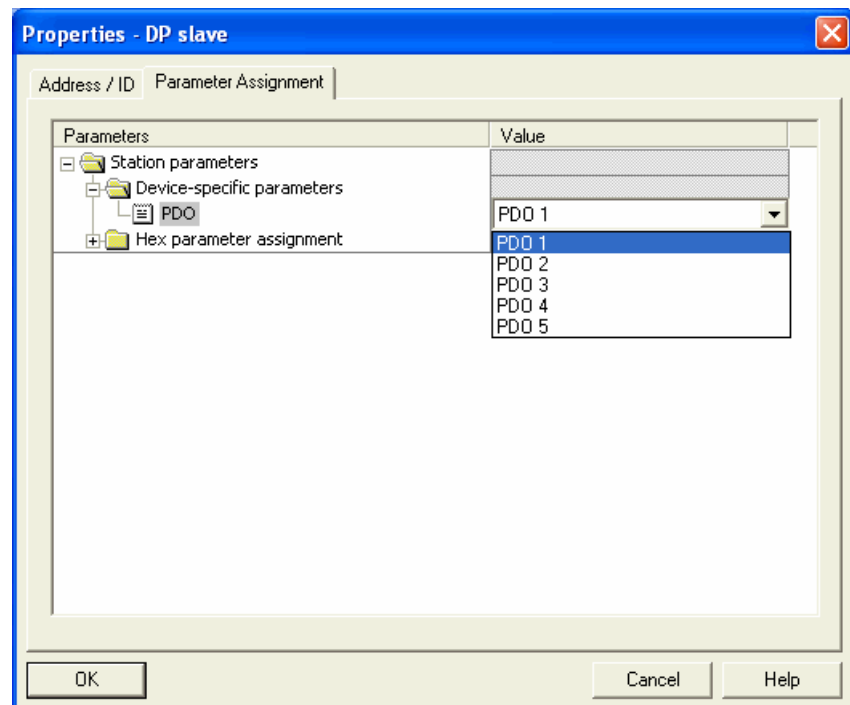 Properties - DP slave
Address / ID Parameter Assignment
Parameters Value
Station parameters
Device-specific parameters
PDO PDO 1
Hex parameter assignment PDO 1
PDO 2
PDO 3
PDO 4
PDO 5
OK Cancel Help